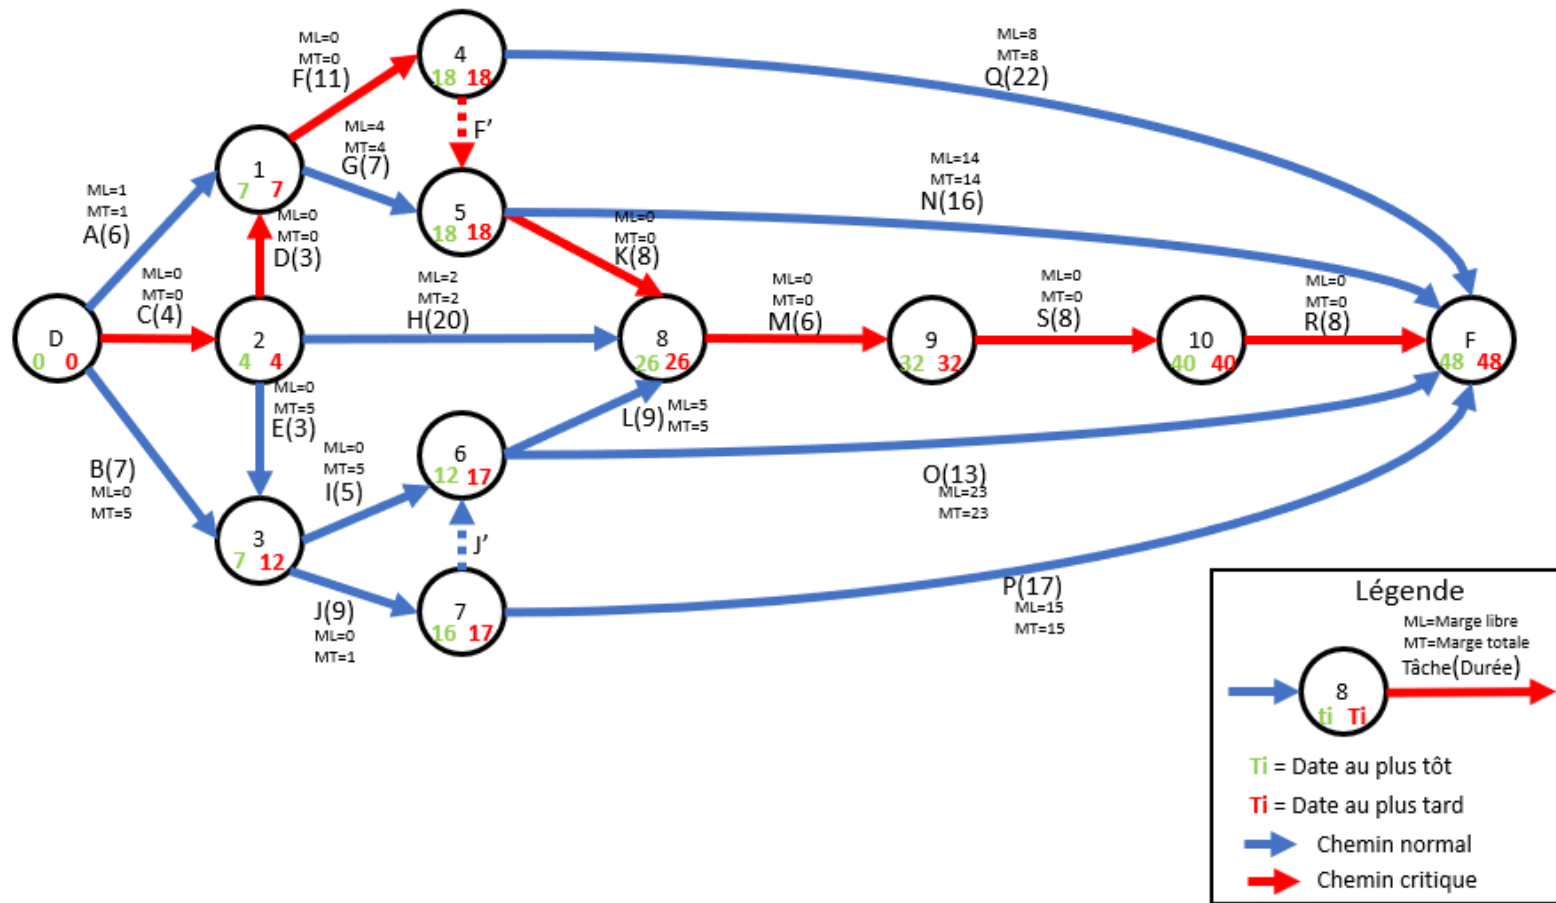 ML=0
MT=0
F(11)
4
18 18
ML=8
MT=8
Q(22)
F’
ML=4
MT=4
G(7)
1
7 7
ML=1
MT=1
A(6)
5
18 18
ML=14
MT=14
N(16)
ML=0
MT=0
D(3)
ML=0
MT=0
K(8)
ML=0
MT=0
C(4)
ML=2
MT=2
H(20)
ML=0
MT=0
M(6)
ML=0
MT=0
S(8)
ML=0
MT=0
R(8)
D
0 0
2
4 4
8
26 26
9
32 32
10
40 40
F
48 48
ML=0
MT=5
E(3)
L(9)
ML=5
MT=5
B(7)
ML=0
MT=5
ML=0
MT=5
I(5)
6
12 17
O(13)
ML=23
MT=23
3
7 12
J’
J(9)
ML=0
MT=1
7
16 17
P(17)
ML=15
MT=15
Légende
ML=Marge libre
MT=Marge totale
Tâche(Durée)
8
ti Ti
Ti = Date au plus tôt
Ti = Date au plus tard
Chemin normal
Chemin critique